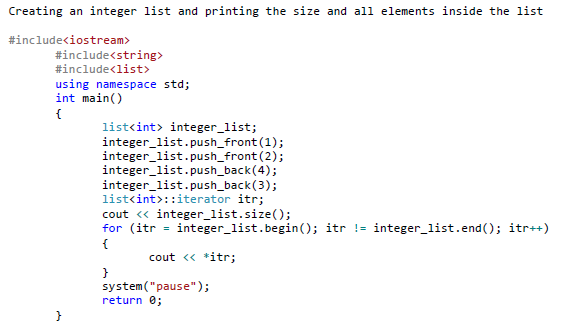 Creating an integer list and printing the size and all elements inside the list
#include<iostream>
#include<string>
#include<list>
using namespace std;
int main()
{
list<int> integer_list;
integer_list.push_front(1);
integer_list.push_front(2);
integer_list.push_back(4);
integer_list.push_back(3);
list<int>::iterator itr;
cout << integer_list.size();
for (itr = integer_list.begin(); itr != integer_list.end(); itr++)
{
cout << *itr;
}
system("pause");
return 0;
}